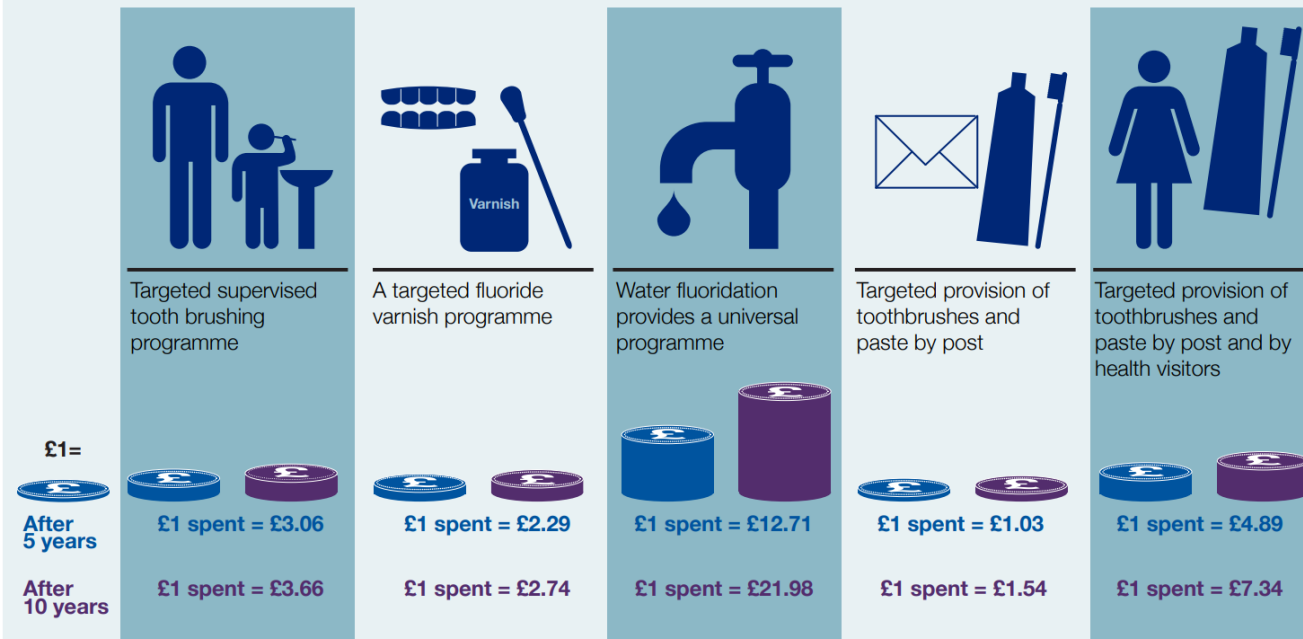 Varnish
Targeted supervised
tooth brushing
programme
A targeted fluoride
varnish programme
Water fluoridation
provides a universal
programme
Targeted provision of
toothbrushes and
paste by post
Targeted provision of
toothbrushes and
paste by post and by
health visitors
£1=
£
£
£
£
£
£
£
£
£
£
£
After
5 years
£1 spent = £3.06
£1 spent = £2.29
£1 spent = £12.71
£1 spent = £1.03
£1 spent = £4.89
After
10 years
£1 spent = £3.66
£1 spent = £2.74
£1 spent = £21.98
£1 spent = £1.54
£1 spent = £7.34